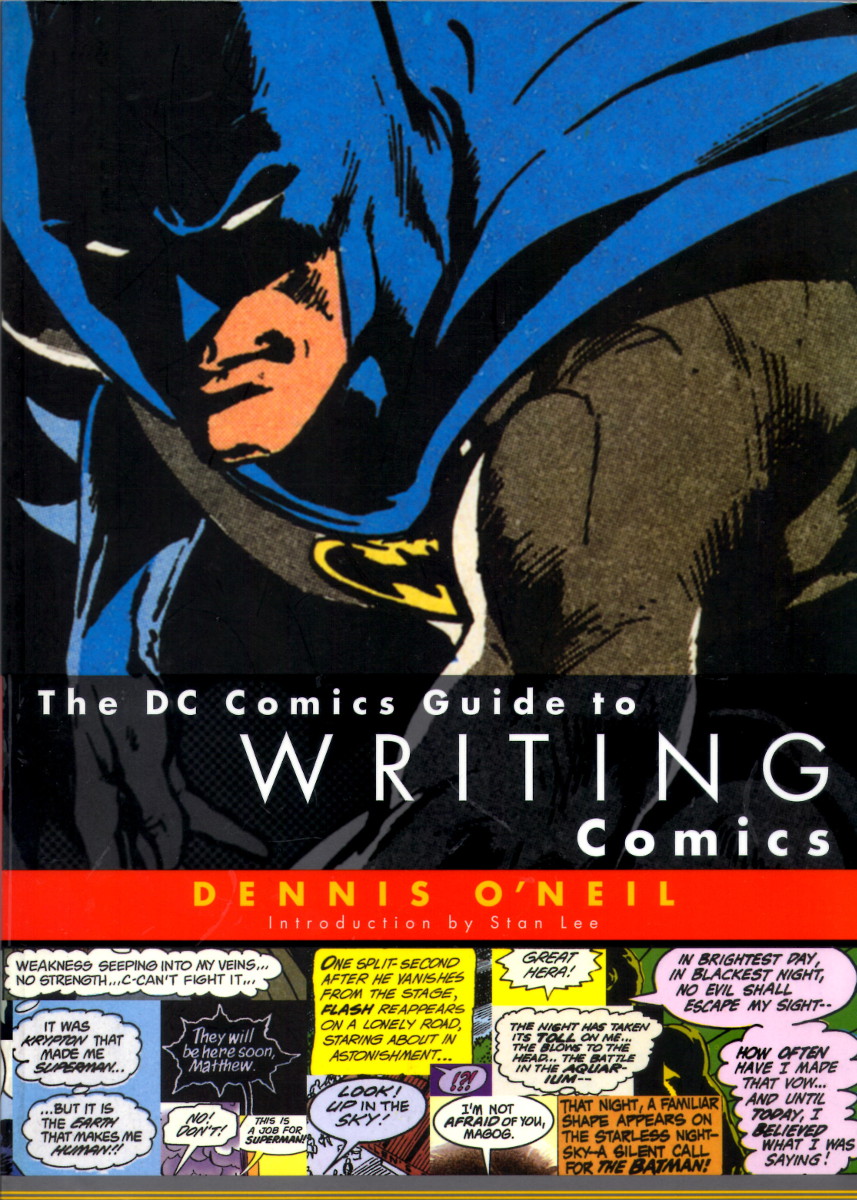 The DC Comics Guide to
WRITING
Comics
DENNIS O'NEIL
Introduction by Stan Lee
WEAKNESS SEEPING INTO MY VEINS...
NO STRENGTH...C-CAN'T FIGHT IT...
IT WAS
KRYPTON THAT
MADE ME
SUPERMAN...
...BUT IT IS
THE EARTH
THAT MAKES ME
HUMAN!!
They will
be here soon,
Matthew.
NO!
DON'T!
THIS IS
A JOB FOR
SUPERMAN!
ONE SPLIT-SECOND
AFTER HE VANISHES
FROM THE STAGE,
FLASH REAPPEARS
ON A LONELY ROAD,
STARING ABOUT IN
ASTONISHMENT...
LOOK!
UP IN THE
SKY!
GREAT
HERA!
THE NIGHT HAS TAKEN
ITS TOLL ON ME...
THE BLOWS TO THE
HEAD... THE BATTLE
IN THE AQUAR-
IUM--
!?!
I'M NOT
AFRAID OF YOU,
MAGOG.
THAT NIGHT, A FAMILIAR
SHAPE APPEARS ON
THE STARLESS NIGHT-
SKY--A SILENT CALL
FOR THE BATMAN!
IN BRIGHTEST DAY,
IN BLACKEST NIGHT,
NO EVIL SHALL
ESCAPE MY SIGHT--
HOW OFTEN
HAVE I MADE
THAT VOW...
AND UNTIL
TODAY, I
BELIEVED
WHAT I WAS
SAYING!